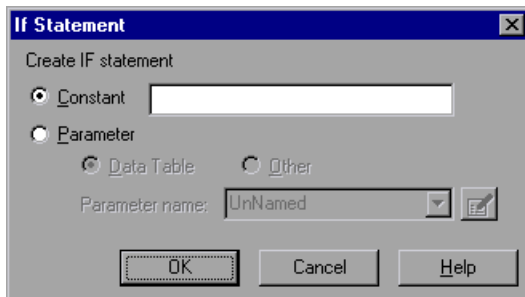 If Statement
Create IF statement
Constant
Parameter
Data Table Other
Parameter name: UnNamed
OK Cancel Help